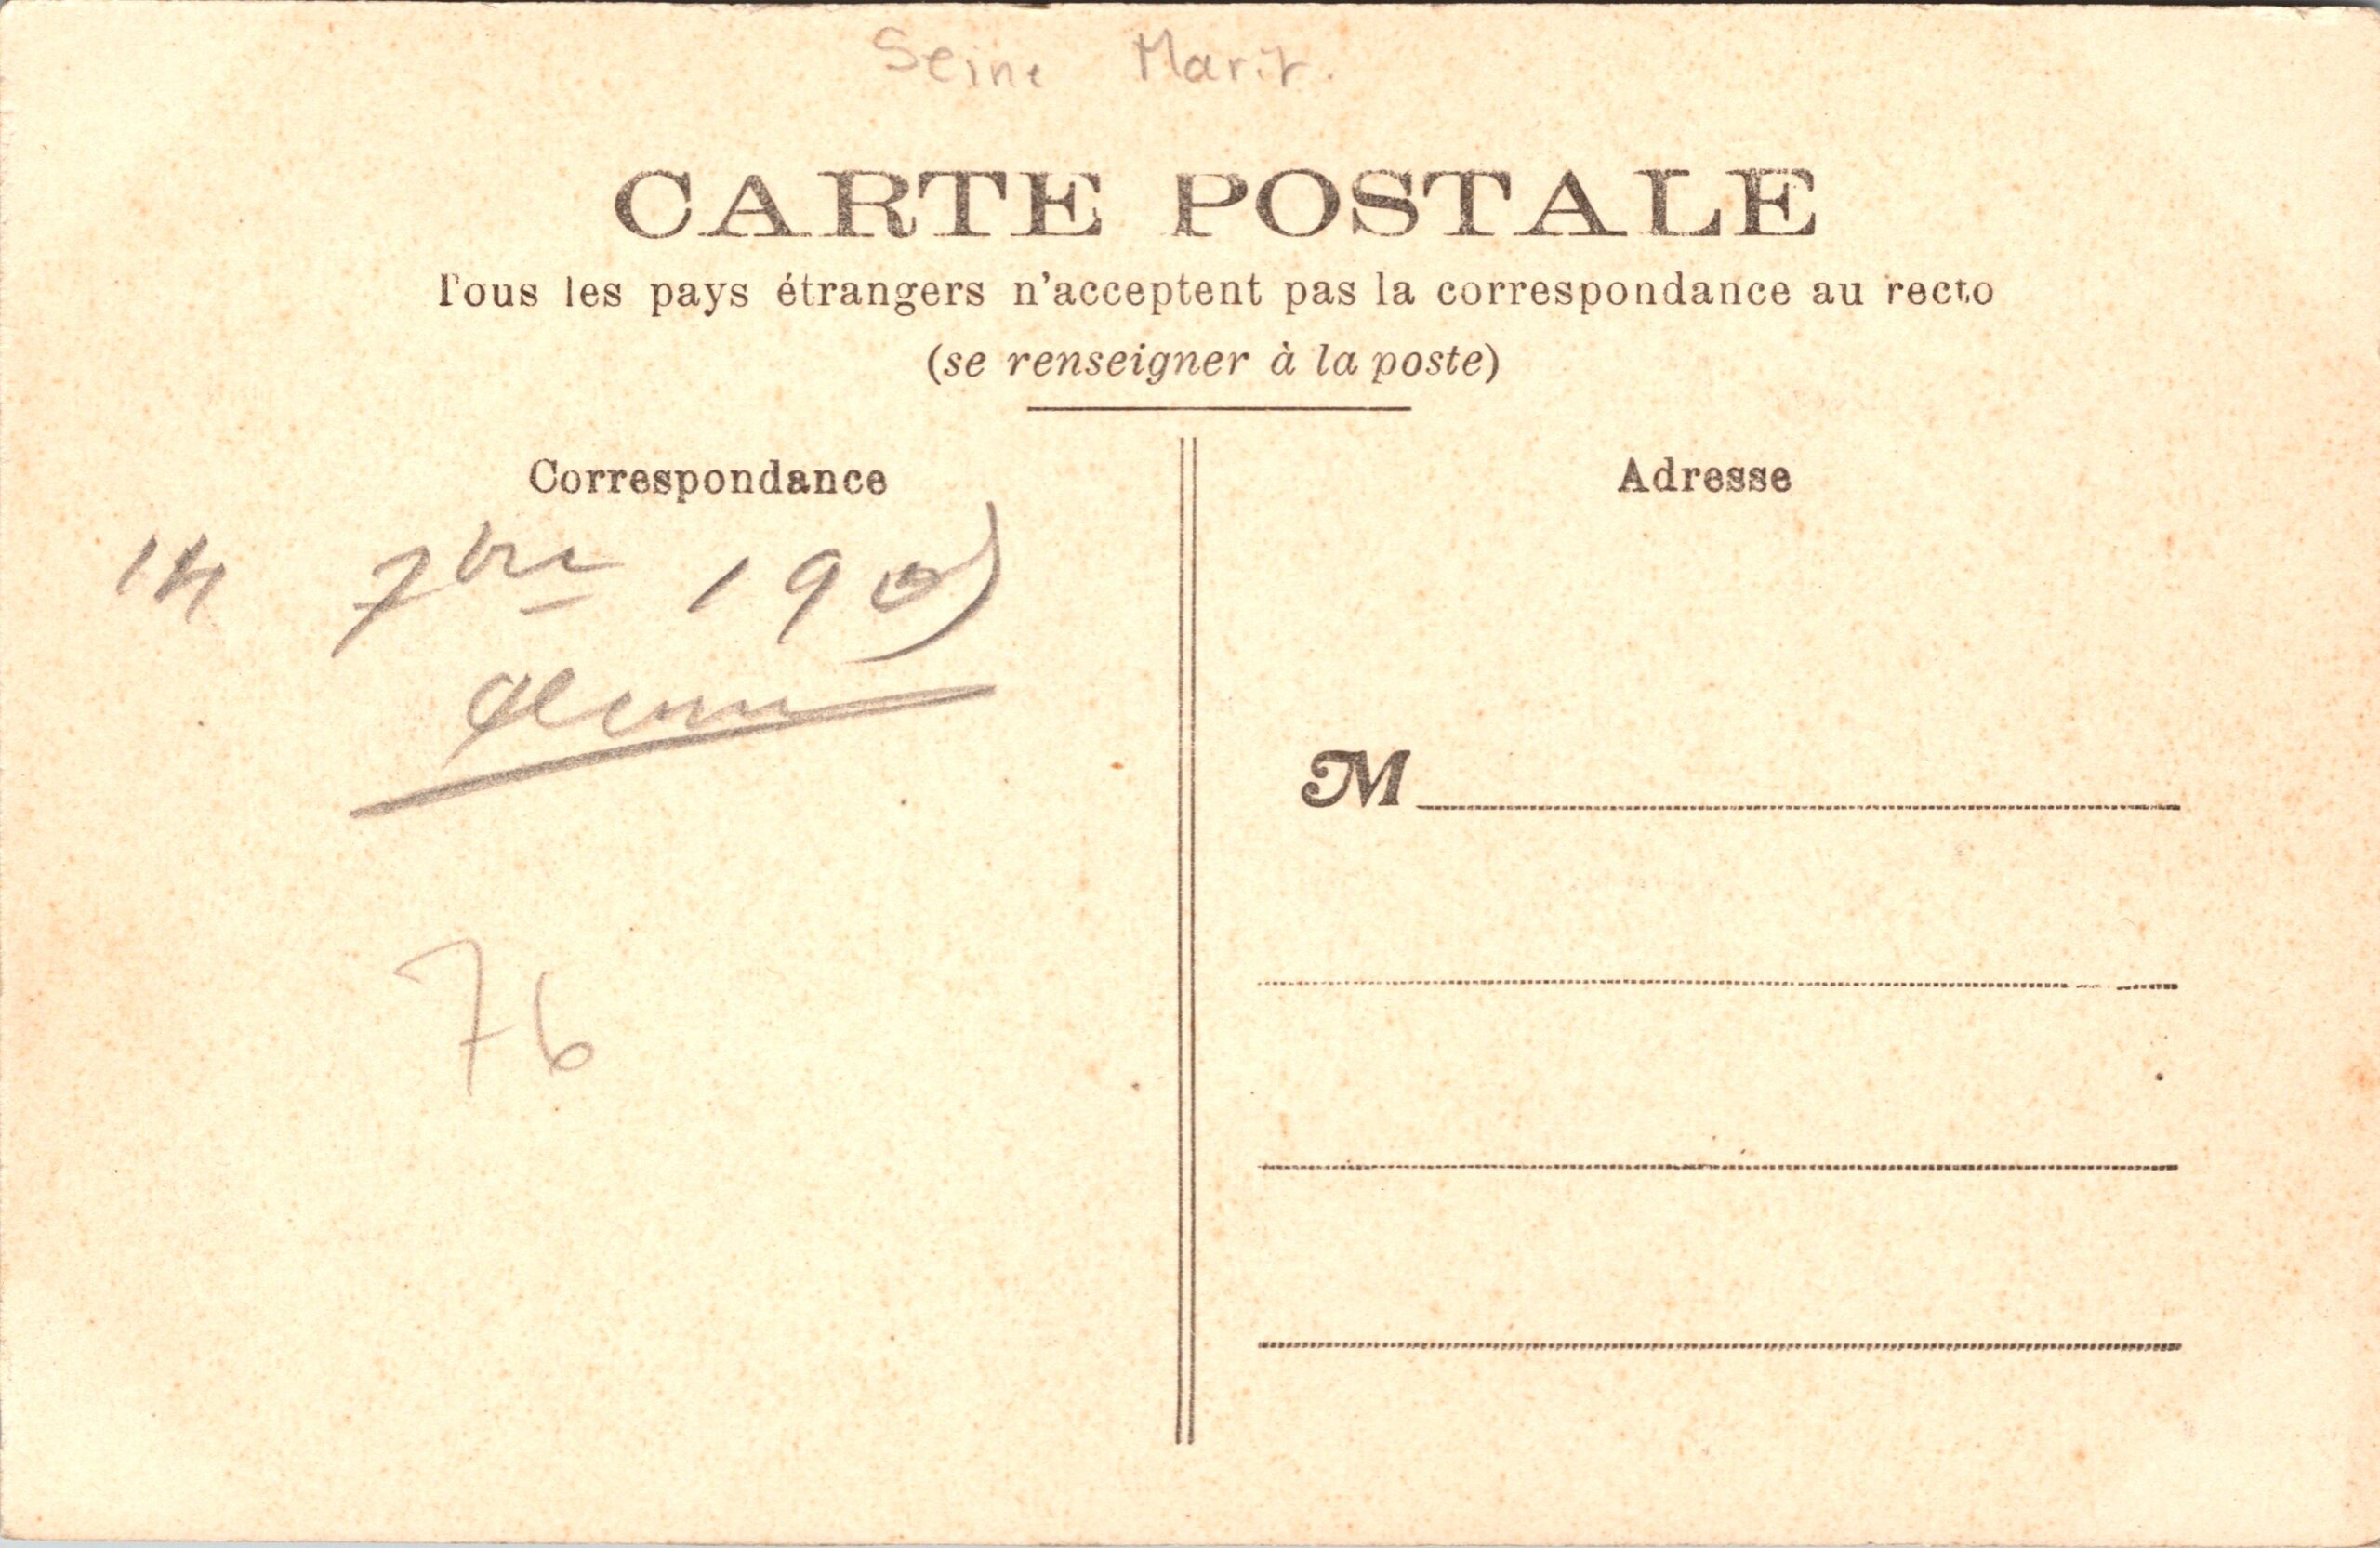 Seine Marit.
CARTE POSTALE
Tous les pays étrangers n'acceptent pas la correspondance au recto
(se renseigner à la poste)
Correspondance
Adresse
14 7bre 1905
M
76